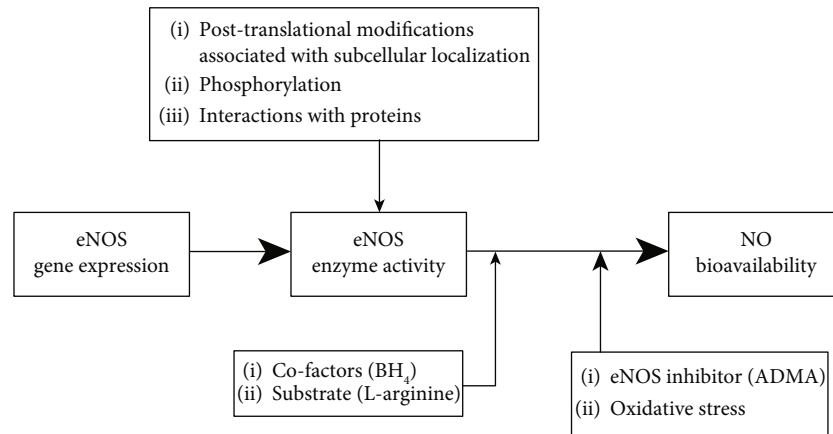 (i) Post-translational modifications
associated with subcellular localization
(ii) Phosphorylation
(iii) Interactions with proteins
eNOS
gene expression
eNOS
enzyme activity
NO
bioavailability
(i) Co-factors (BH₄)
(ii) Substrate (L-arginine)
(i) eNOS inhibitor (ADMA)
(ii) Oxidative stress